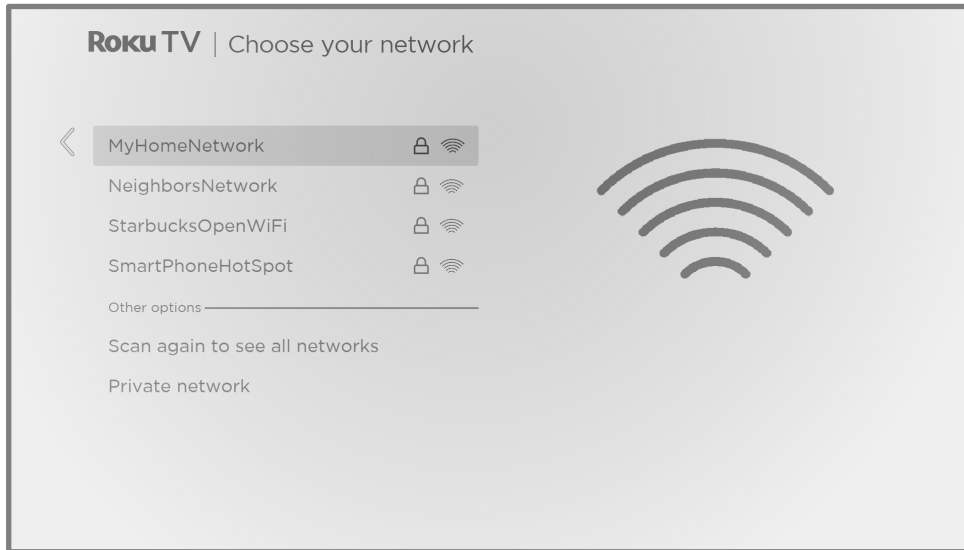 Roku TV | Choose your network
MyHomeNetwork
NeighborsNetwork
StarbucksOpenWiFi
SmartPhoneHotSpot
Other options
Scan again to see all networks
Private network